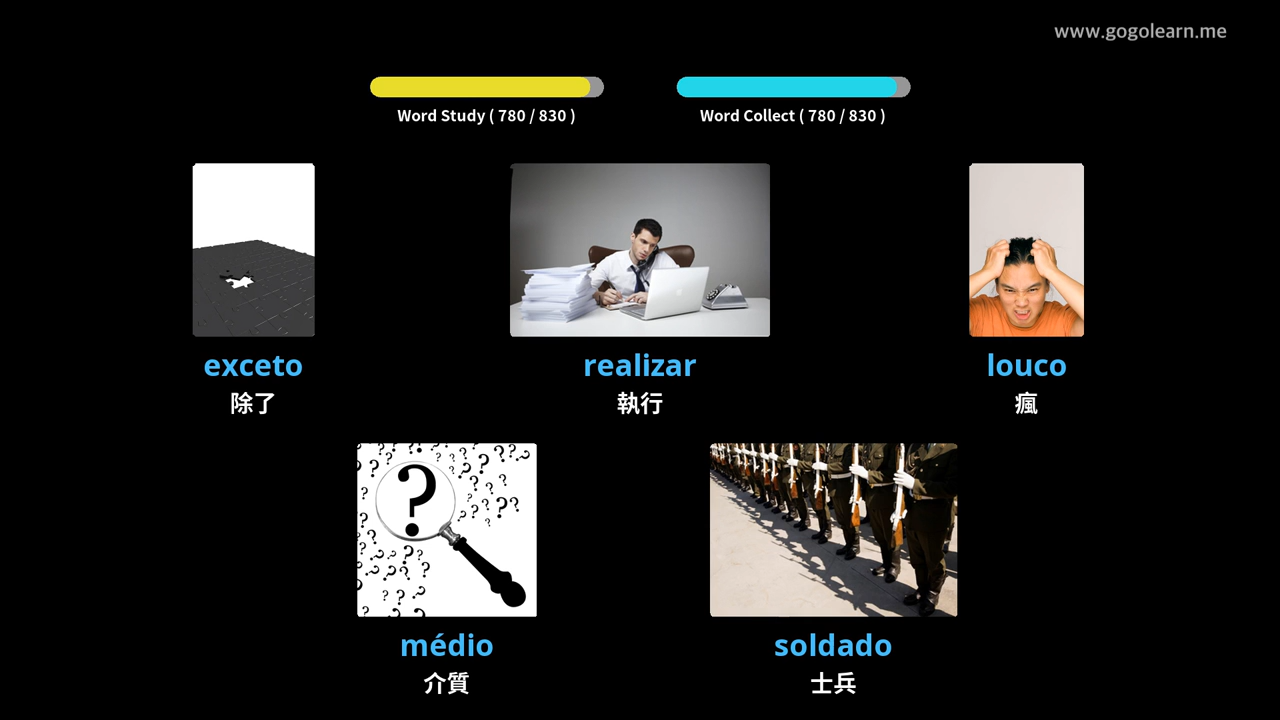 www.gogolearn.me
Word Study ( 780 / 830 )
Word Collect ( 780 / 830 )
exceto
除了
realizar
執行
louco
瘋
médio
介質
soldado
士兵